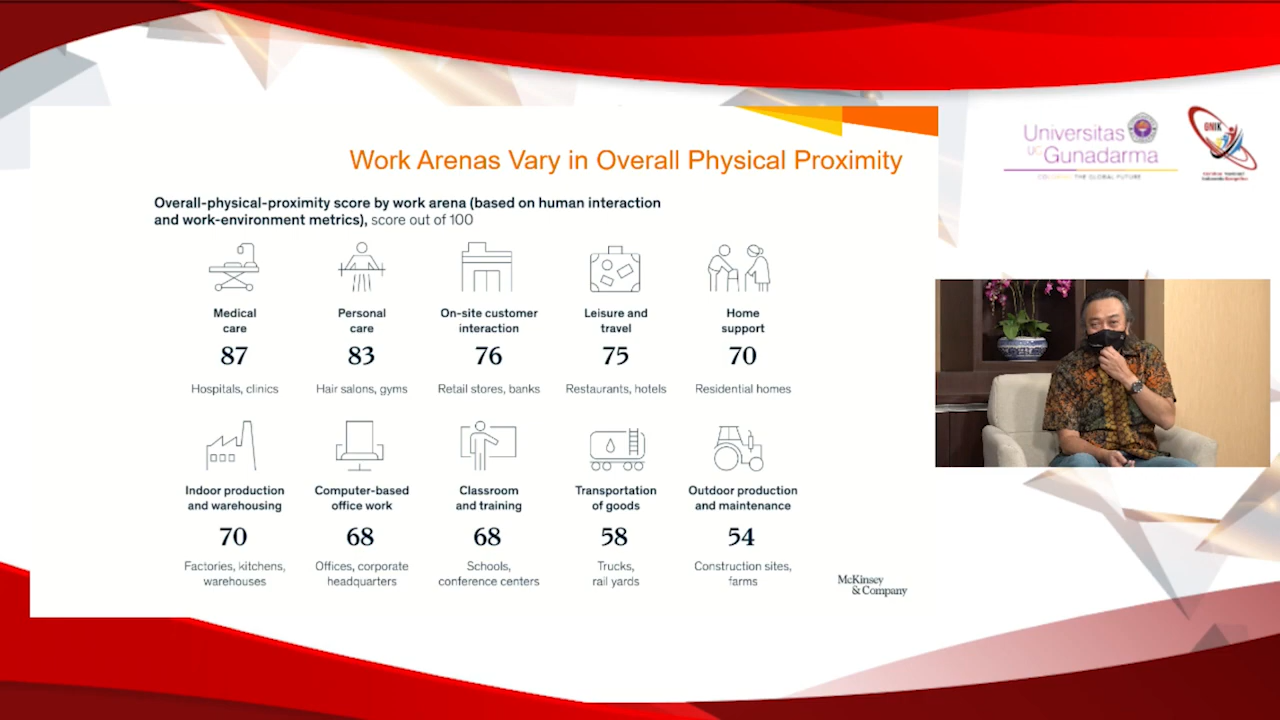 Work Arenas Vary in Overall Physical Proximity
Overall-physical-proximity score by work arena (based on human interaction
and work-environment metrics), score out of 100
Medical
care
87
Hospitals, clinics
Personal
care
83
Hair salons, gyms
On-site customer
interaction
76
Retail stores, banks
Leisure and
travel
75
Restaurants, hotels
Home
support
70
Residential homes
Indoor production
and warehousing
70
Factories, kitchens,
warehouses
Computer-based
office work
68
Offices, corporate
headquarters
Classroom
and training
68
Schools,
conference centers
Transportation
of goods
58
Trucks,
rail yards
Outdoor production
and maintenance
54
Construction sites,
farms
McKinsey
& Company
Universitas
UG Gunadarma
THE GLOBAL FUTURE
GNIK